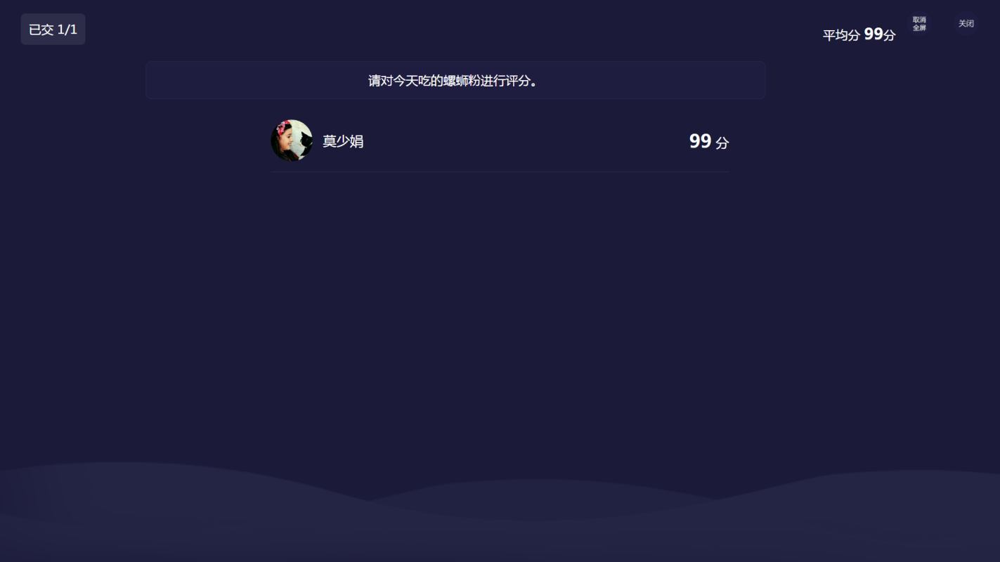 已交 1/1
平均分 99分
取消
全屏
关闭
请对今天吃的螺蛳粉进行评分。
莫少娟
99 分